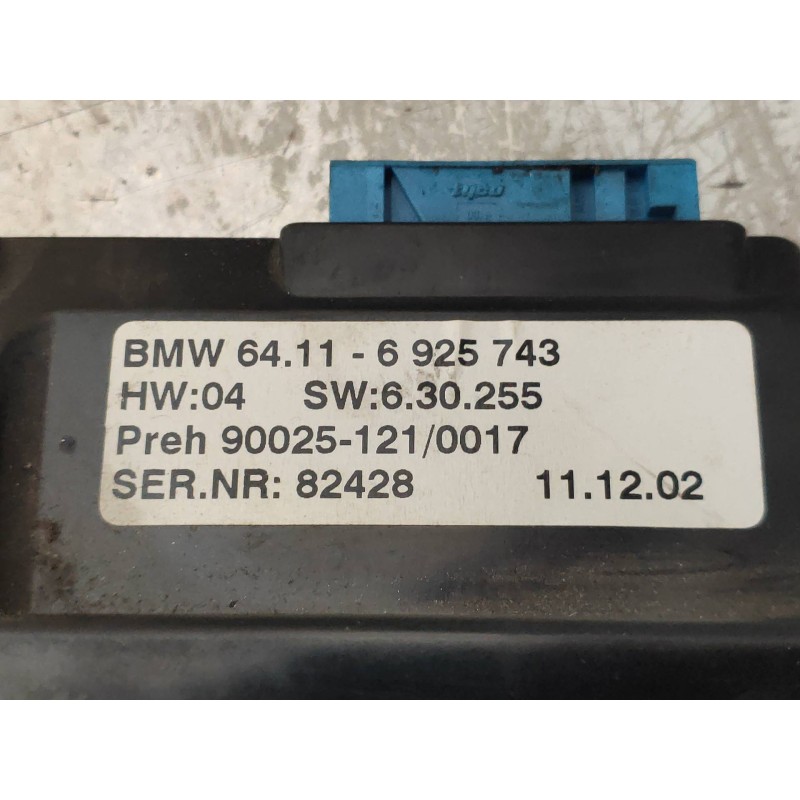 BMW 64.11 - 6 925 743
HW:04 SW:6.30.255
Preh 90025-121/0017
SER.NR: 82428 11.12.02